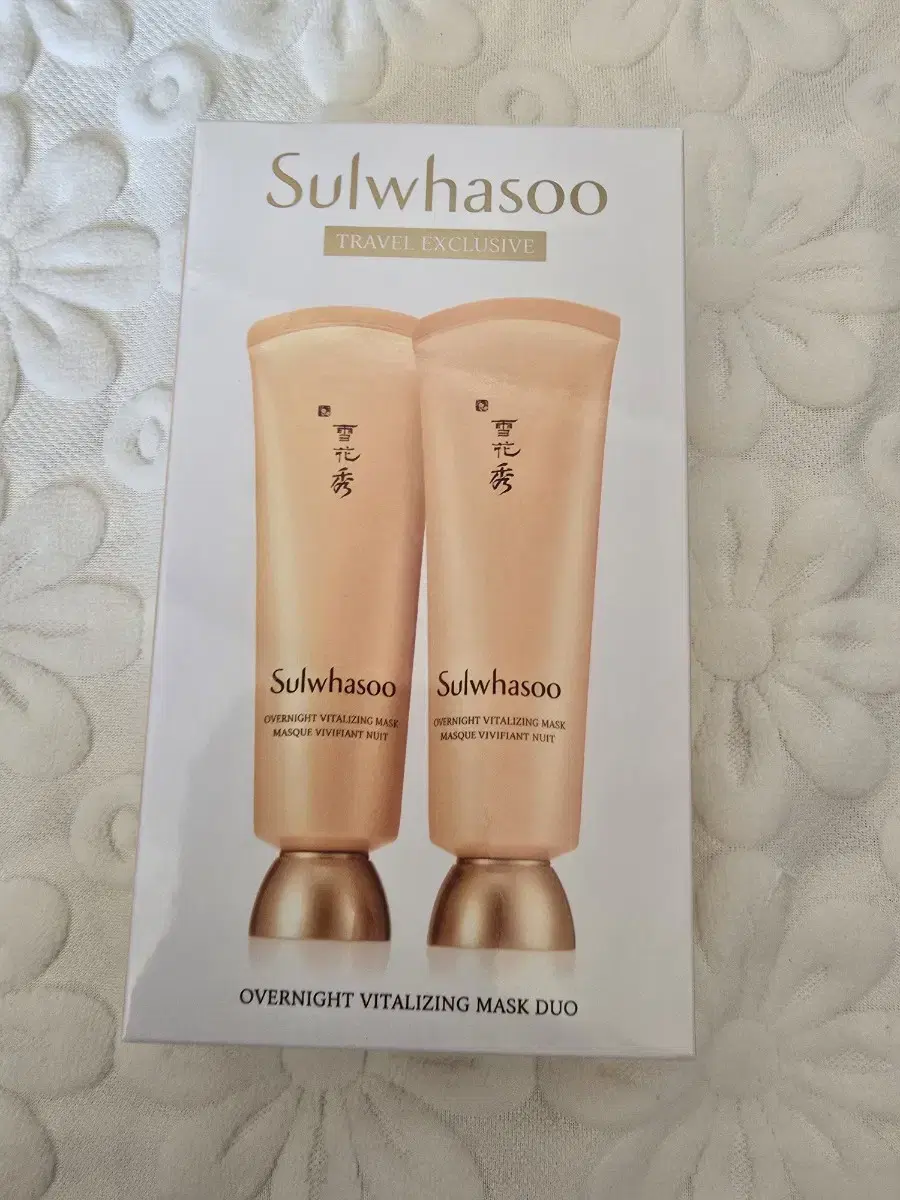 Sulwhasoo
TRAVEL EXCLUSIVE
雪
花
秀
Sulwhasoo
OVERNIGHT VITALIZING MASK
MASQUE VIVIFIANT NUIT
雪
花
秀
Sulwhasoo
OVERNIGHT VITALIZING MASK
MASQUE VIVIFIANT NUIT
OVERNIGHT VITALIZING MASK DUO